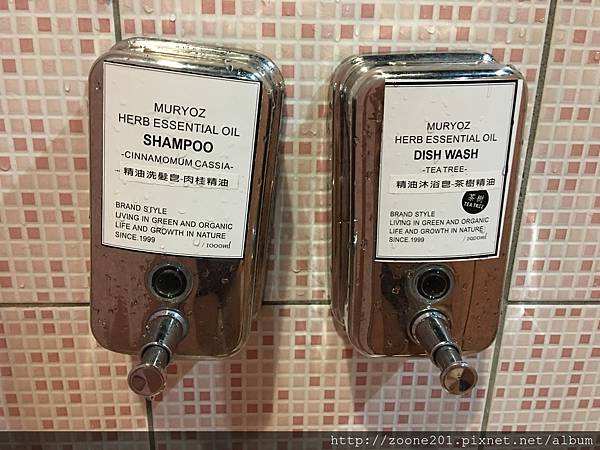 MURYOZ
HERB ESSENTIAL OIL
SHAMPOO
-CINNAMOMUM CASSIA-
精油洗髮皂-肉桂精油
BRAND STYLE
LIVING IN GREEN AND ORGANIC
LIFE AND GROWTH IN NATURE
SINCE.1999
/1000ml
MURYOZ
HERB ESSENTIAL OIL
DISH WASH
-TEA TREE-
精油沐浴皂-茶樹精油
茶樹
TEA TREE
BRAND STYLE
LIVING IN GREEN AND ORGANIC
LIFE AND GROWTH IN NATURE
SINCE.1999
/1000ml
http://zoone201.pixnet.net/album